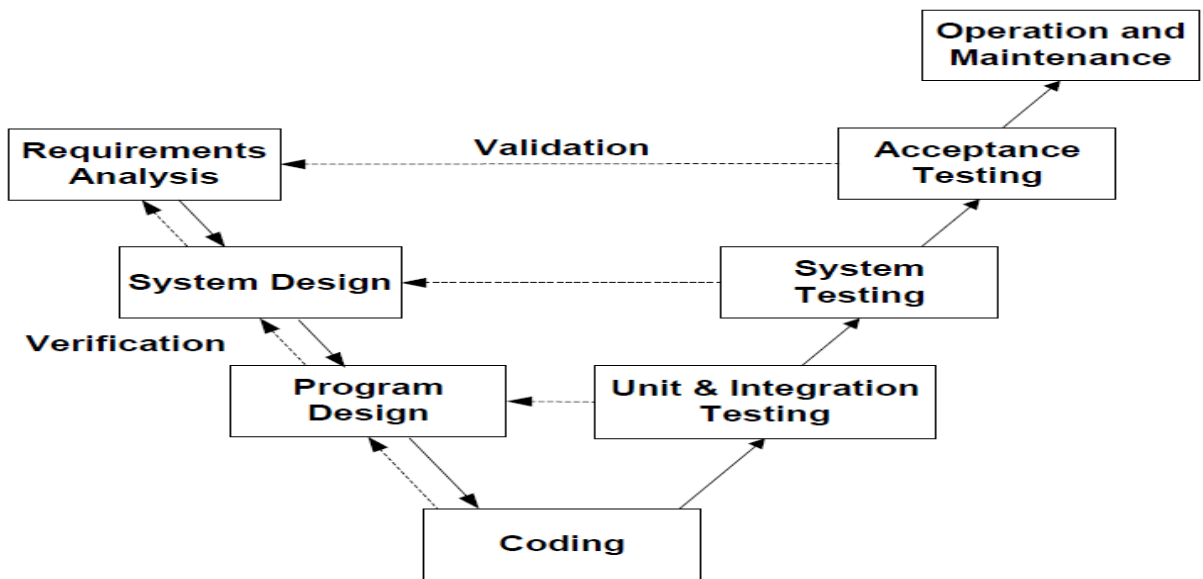 Operation and
Maintenance
Requirements
Analysis
Validation
Acceptance
Testing
System Design
System
Testing
Verification
Program
Design
Unit & Integration
Testing
Coding